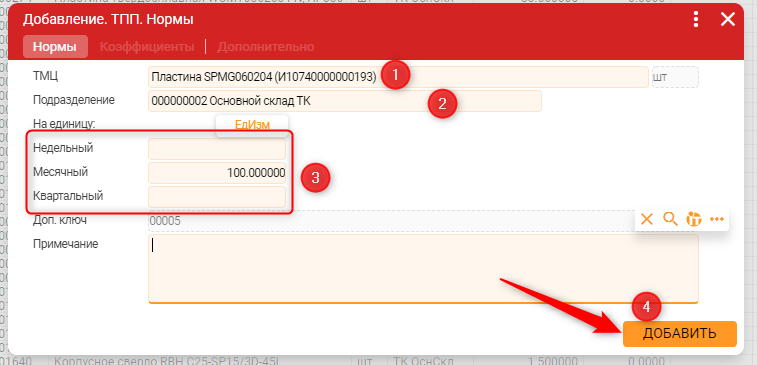 Добавление. ТПП. Нормы
Нормы Коэффициенты Дополнительно
ТМЦ Пластина SPMG060204 (И10740000000193) 1 шт
Подразделение 000000002 Основной склад ТК 2
На единицу: ЕдИзм
Недельный
Месячный 100.000000 3
Квартальный
Доп. ключ 00005
Примечание
4
ДОБАВИТЬ
01640 Корпусное сверло RBH C25-SP15/3D-45L шт ТК ОснСкл 1.500000 0.0000